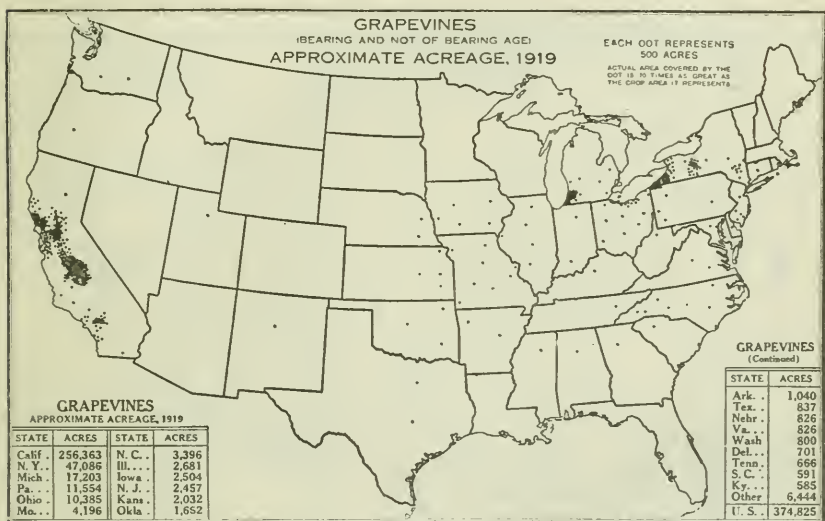 GRAPEVINES
(BEARING AND NOT OF BEARING AGE)
APPROXIMATE ACREAGE, 1919
EACH DOT REPRESENTS
500 ACRES
ACTUAL AREA COVERED BY THE
DOT IS 10 TIMES AS GREAT AS
THE CROP AREA IT REPRESENTS
GRAPEVINES
APPROXIMATE ACREAGE, 1919
STATE ACRES STATE ACRES
Calif. 256,363 N. C. . 3,396
N. Y. . 47,086 Ill. . . . 2,681
Mich . 17,203 Iowa . 2,504
Pa. . . 11,554 N. J. . 2,457
Ohio . 10,385 Kans . 2,032
Mo. . . 4,196 Okla . 1,652
GRAPEVINES
(Continued)
STATE ACRES
Ark. . 1,040
Tex. . 837
Nebr . 826
Va. . . 826
Wash 800
Del. . . 701
Tenn . 666
S. C. . 591
Ky. . . 585
Other 6,444
U. S. . 374,825